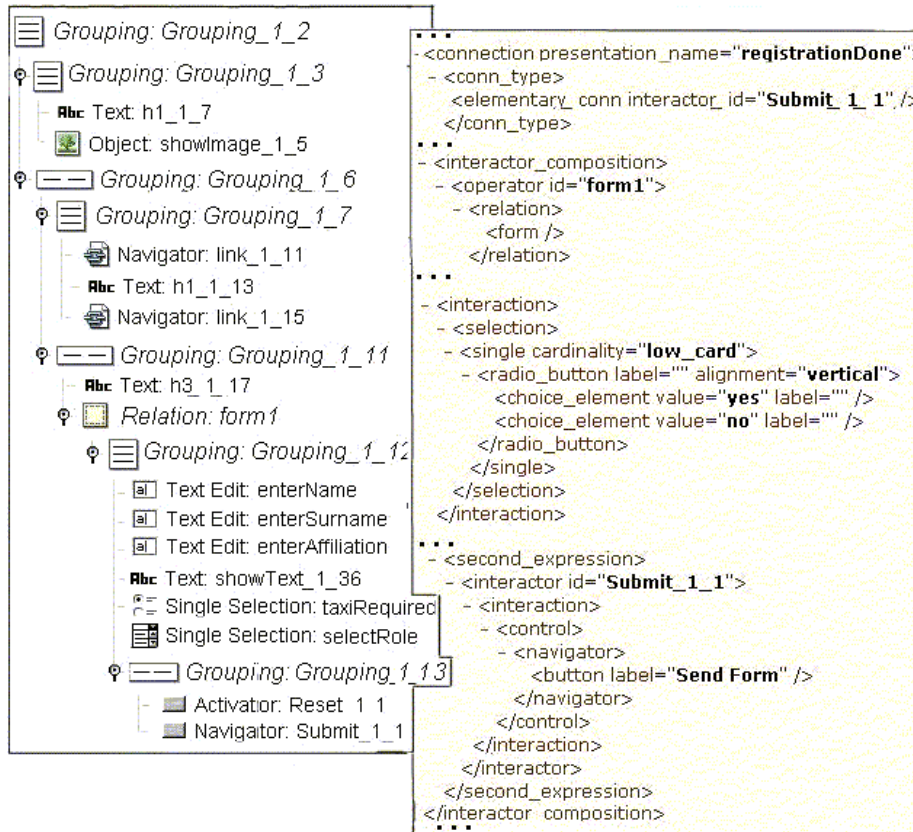 Grouping: Grouping_1_2
Grouping: Grouping_1_3
Abc Text: h1_1_7
Object: showImage_1_5
Grouping: Grouping_1_6
Grouping: Grouping_1_7
Navigator: link_1_11
Abc Text: h1_1_13
Navigator: link_1_15
Grouping: Grouping_1_11
Abc Text: h3_1_17
Relation: form1
Grouping: Grouping_1_12
a| Text Edit: enterName
a| Text Edit: enterSurname
a| Text Edit: enterAffiliation
Abc Text: showText_1_36
Single Selection: taxiRequired
Single Selection: selectRole
Grouping: Grouping_1_13
Activator: Reset_1_1
Navigator: Submit_1_1
...
-<connection presentation_name="registrationDone">
- <conn_type>
<elementary_conn interactor_id="Submit_1_1" />
</conn_type>
...
- <interactor_composition>
- <operator id="form1">
- <relation>
<form />
</relation>
...
- <interaction>
- <selection>
- <single cardinality="low_card">
- <radio_button label="" alignment="vertical">
<choice_element value="yes" label="" />
<choice_element value="no" label="" />
</radio_button>
</single>
</selection>
</interaction>
...
- <second_expression>
- <interactor id="Submit_1_1">
- <interaction>
- <control>
- <navigator>
<button label="Send Form" />
</navigator>
</control>
</interaction>
</interactor>
</second_expression>
</interactor_composition>
...